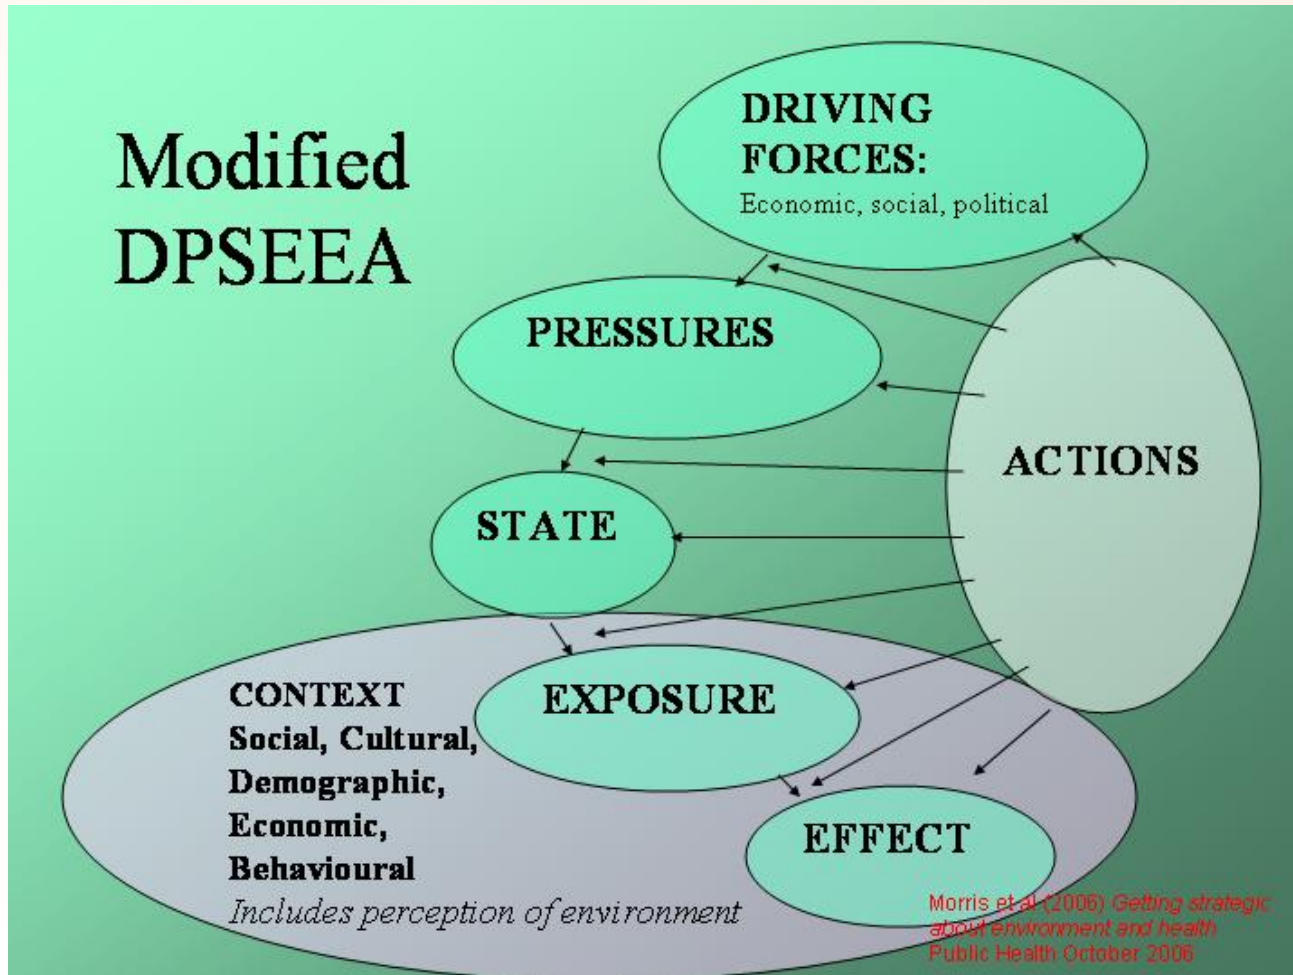 Modified
DPSEEA
DRIVING
FORCES:
Economic, social, political
PRESSURES
ACTIONS
STATE
EXPOSURE
CONTEXT
Social, Cultural,
Demographic,
Economic,
Behavioural
Includes perception of environment
EFFECT
Morris et al (2006) Getting strategic
about environment and health
Public Health October 2006